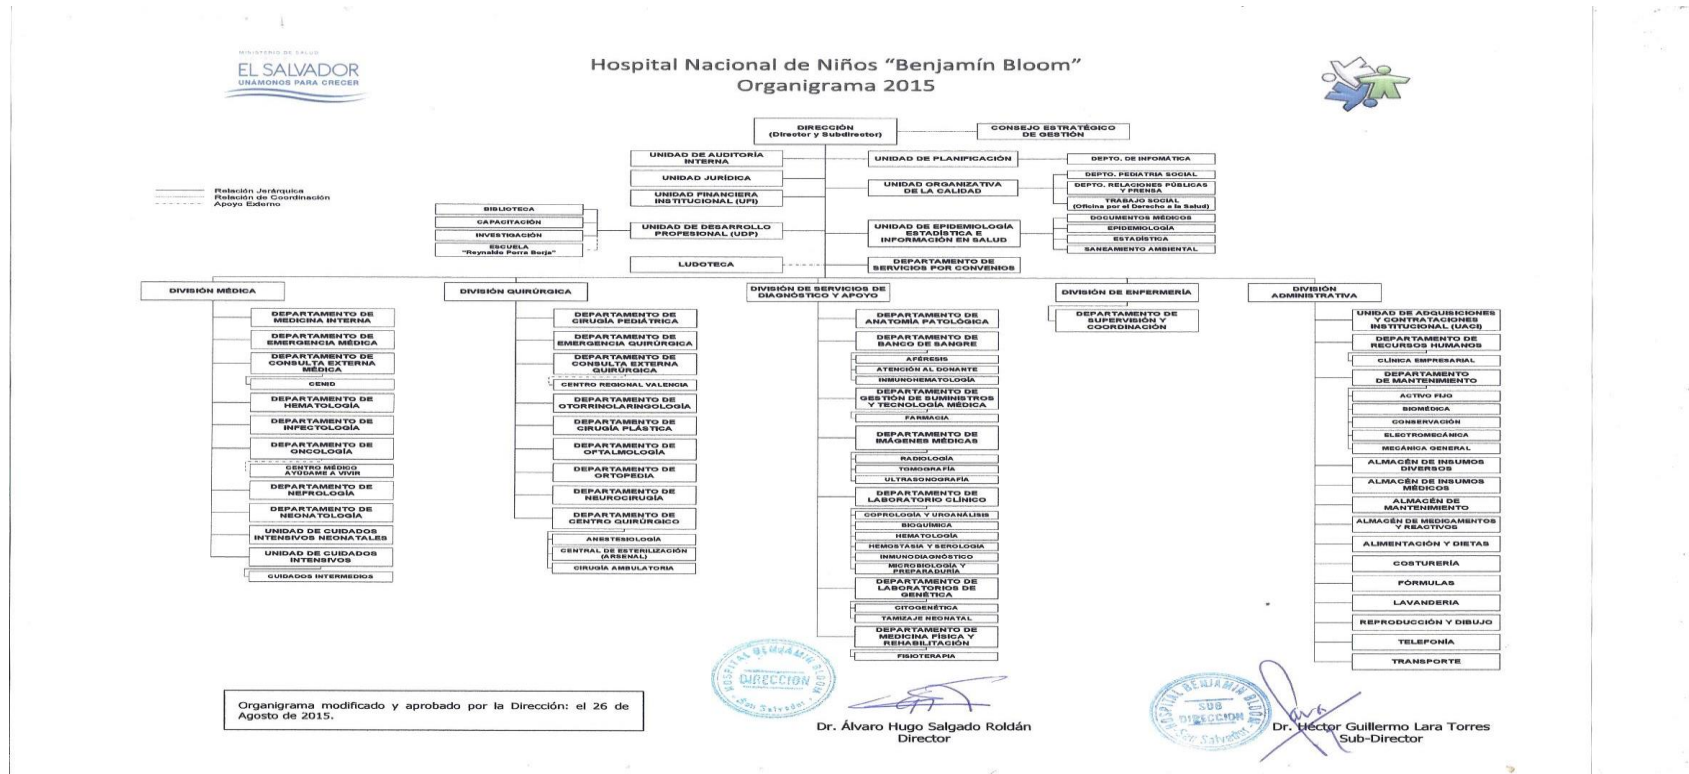 MINISTERIO DE SALUD
EL SALVADOR
UNÁMONOS PARA CRECER
Hospital Nacional de Niños “Benjamín Bloom”
Organigrama 2015
DIRECCIÓN
(Director y Subdirector)
CONSEJO ESTRATÉGICO
DE GESTIÓN
UNIDAD DE AUDITORÍA
INTERNA
UNIDAD DE PLANIFICACIÓN
DEPTO. DE INFOMÁTICA
UNIDAD JURÍDICA
UNIDAD ORGANIZATIVA
DE LA CALIDAD
DEPTO. PEDIATRIA SOCIAL
DEPTO. RELACIONES PÚBLICAS
Y PRENSA
TRABAJO SOCIAL
(Oficina por el Derecho a la Salud)
UNIDAD FINANCIERA
INSTITUCIONAL (UFI)
Relación Jerárquica
Relación de Coordinación
Apoyo Externo
BIBLIOTECA
CAPACITACIÓN
INVESTIGACIÓN
ESCUELA
"Reynaldo Porra Borja"
UNIDAD DE DESARROLLO
PROFESIONAL (UDP)
UNIDAD DE EPIDEMIOLOGÍA
ESTADÍSTICA E
INFORMACIÓN EN SALUD
DOCUMENTOS MÉDICOS
EPIDEMIOLOGÍA
ESTADÍSTICA
SANEAMIENTO AMBIENTAL
LUDOTECA
DEPARTAMENTO DE
SERVICIOS POR CONVENIOS
DIVISIÓN MÉDICA
DEPARTAMENTO DE
MEDICINA INTERNA
DEPARTAMENTO DE
EMERGENCIA MÉDICA
DEPARTAMENTO DE
CONSULTA EXTERNA
MÉDICA
CENID
DEPARTAMENTO DE
HEMATOLOGÍA
DEPARTAMENTO DE
INFECTOLOGÍA
DEPARTAMENTO DE
ONCOLOGÍA
CENTRO MÉDICO
AYÚDAME A VIVIR
DEPARTAMENTO DE
NEFROLOGÍA
DEPARTAMENTO DE
NEONATOLOGÍA
UNIDAD DE CUIDADOS
INTENSIVOS NEONATALES
UNIDAD DE CUIDADOS
INTENSIVOS
CUIDADOS INTERMEDIOS
DIVISIÓN QUIRÚRGICA
DEPARTAMENTO DE
CIRUGÍA PEDIÁTRICA
DEPARTAMENTO DE
EMERGENCIA QUIRÚRGICA
DEPARTAMENTO DE
CONSULTA EXTERNA
QUIRÚRGICA
CENTRO REGIONAL VALENCIA
DEPARTAMENTO DE
OTORRINOLARINGOLOGÍA
DEPARTAMENTO DE
CIRUGÍA PLÁSTICA
DEPARTAMENTO DE
OFTALMOLOGÍA
DEPARTAMENTO DE
ORTOPEDIA
DEPARTAMENTO DE
NEUROCIRUGÍA
DEPARTAMENTO DE
CENTRO QUIRÚRGICO
ANESTESIOLOGÍA
CENTRAL DE ESTERILIZACIÓN
(ARSENAL)
CIRUGÍA AMBULATORIA
DIVISIÓN DE SERVICIOS DE
DIAGNÓSTICO Y APOYO
DEPARTAMENTO DE
ANATOMÍA PATOLÓGICA
DEPARTAMENTO DE
BANCO DE SANGRE
AFÉRESIS
ATENCIÓN AL DONANTE
INMUNOHEMATOLOGÍA
DEPARTAMENTO DE
GESTIÓN DE SUMINISTROS
Y TECNOLOGÍA MÉDICA
FARMACIA
DEPARTAMENTO DE
IMÁGENES MÉDICAS
RADIOLOGÍA
TOMOGRAFÍA
ULTRASONOGRAFÍA
DEPARTAMENTO DE
LABORATORIO CLÍNICO
COPROLOGÍA Y UROANÁLISIS
BIOQUÍMICA
HEMATOLOGÍA
HEMOSTASIA Y SEROLOGÍA
INMUNODIAGNÓSTICO
MICROBIOLOGÍA Y
PREPARADURÍA
DEPARTAMENTO DE
LABORATORIOS DE
GENÉTICA
CITOGENÉTICA
TAMIZAJE NEONATAL
DEPARTAMENTO DE
MEDICINA FÍSICA Y
REHABILITACIÓN
FISIOTERAPIA
DIVISIÓN DE ENFERMERÍA
DEPARTAMENTO DE
SUPERVISIÓN Y
COORDINACIÓN
DIVISIÓN
ADMINISTRATIVA
UNIDAD DE ADQUISICIONES
Y CONTRATACIONES
INSTITUCIONAL (UACI)
DEPARTAMENTO DE
RECURSOS HUMANOS
CLÍNICA EMPRESARIAL
DEPARTAMENTO
DE MANTENIMIENTO
ACTIVO FIJO
BIOMÉDICA
CONSERVACIÓN
ELECTROMECÁNICA
MECÁNICA GENERAL
ALMACÉN DE INSUMOS
DIVERSOS
ALMACÉN DE INSUMOS
MÉDICOS
ALMACÉN DE
MANTENIMIENTO
ALMACÉN DE MEDICAMENTOS
Y REACTIVOS
ALIMENTACIÓN Y DIETAS
COSTURERÍA
FÓRMULAS
LAVANDERIA
REPRODUCCIÓN Y DIBUJO
TELEFONÍA
TRANSPORTE
Organigrama modificado y aprobado por la Dirección: el 26 de
Agosto de 2015.
HOSPITAL BENJAMIN BLOOM
DIRECCION
San Salvador
Dr. Álvaro Hugo Salgado Roldán
Director
HOSPITAL BENJAMIN BLOOM
SUB
DIRECCION
San Salvador
Dr. Héctor Guillermo Lara Torres
Sub-Director